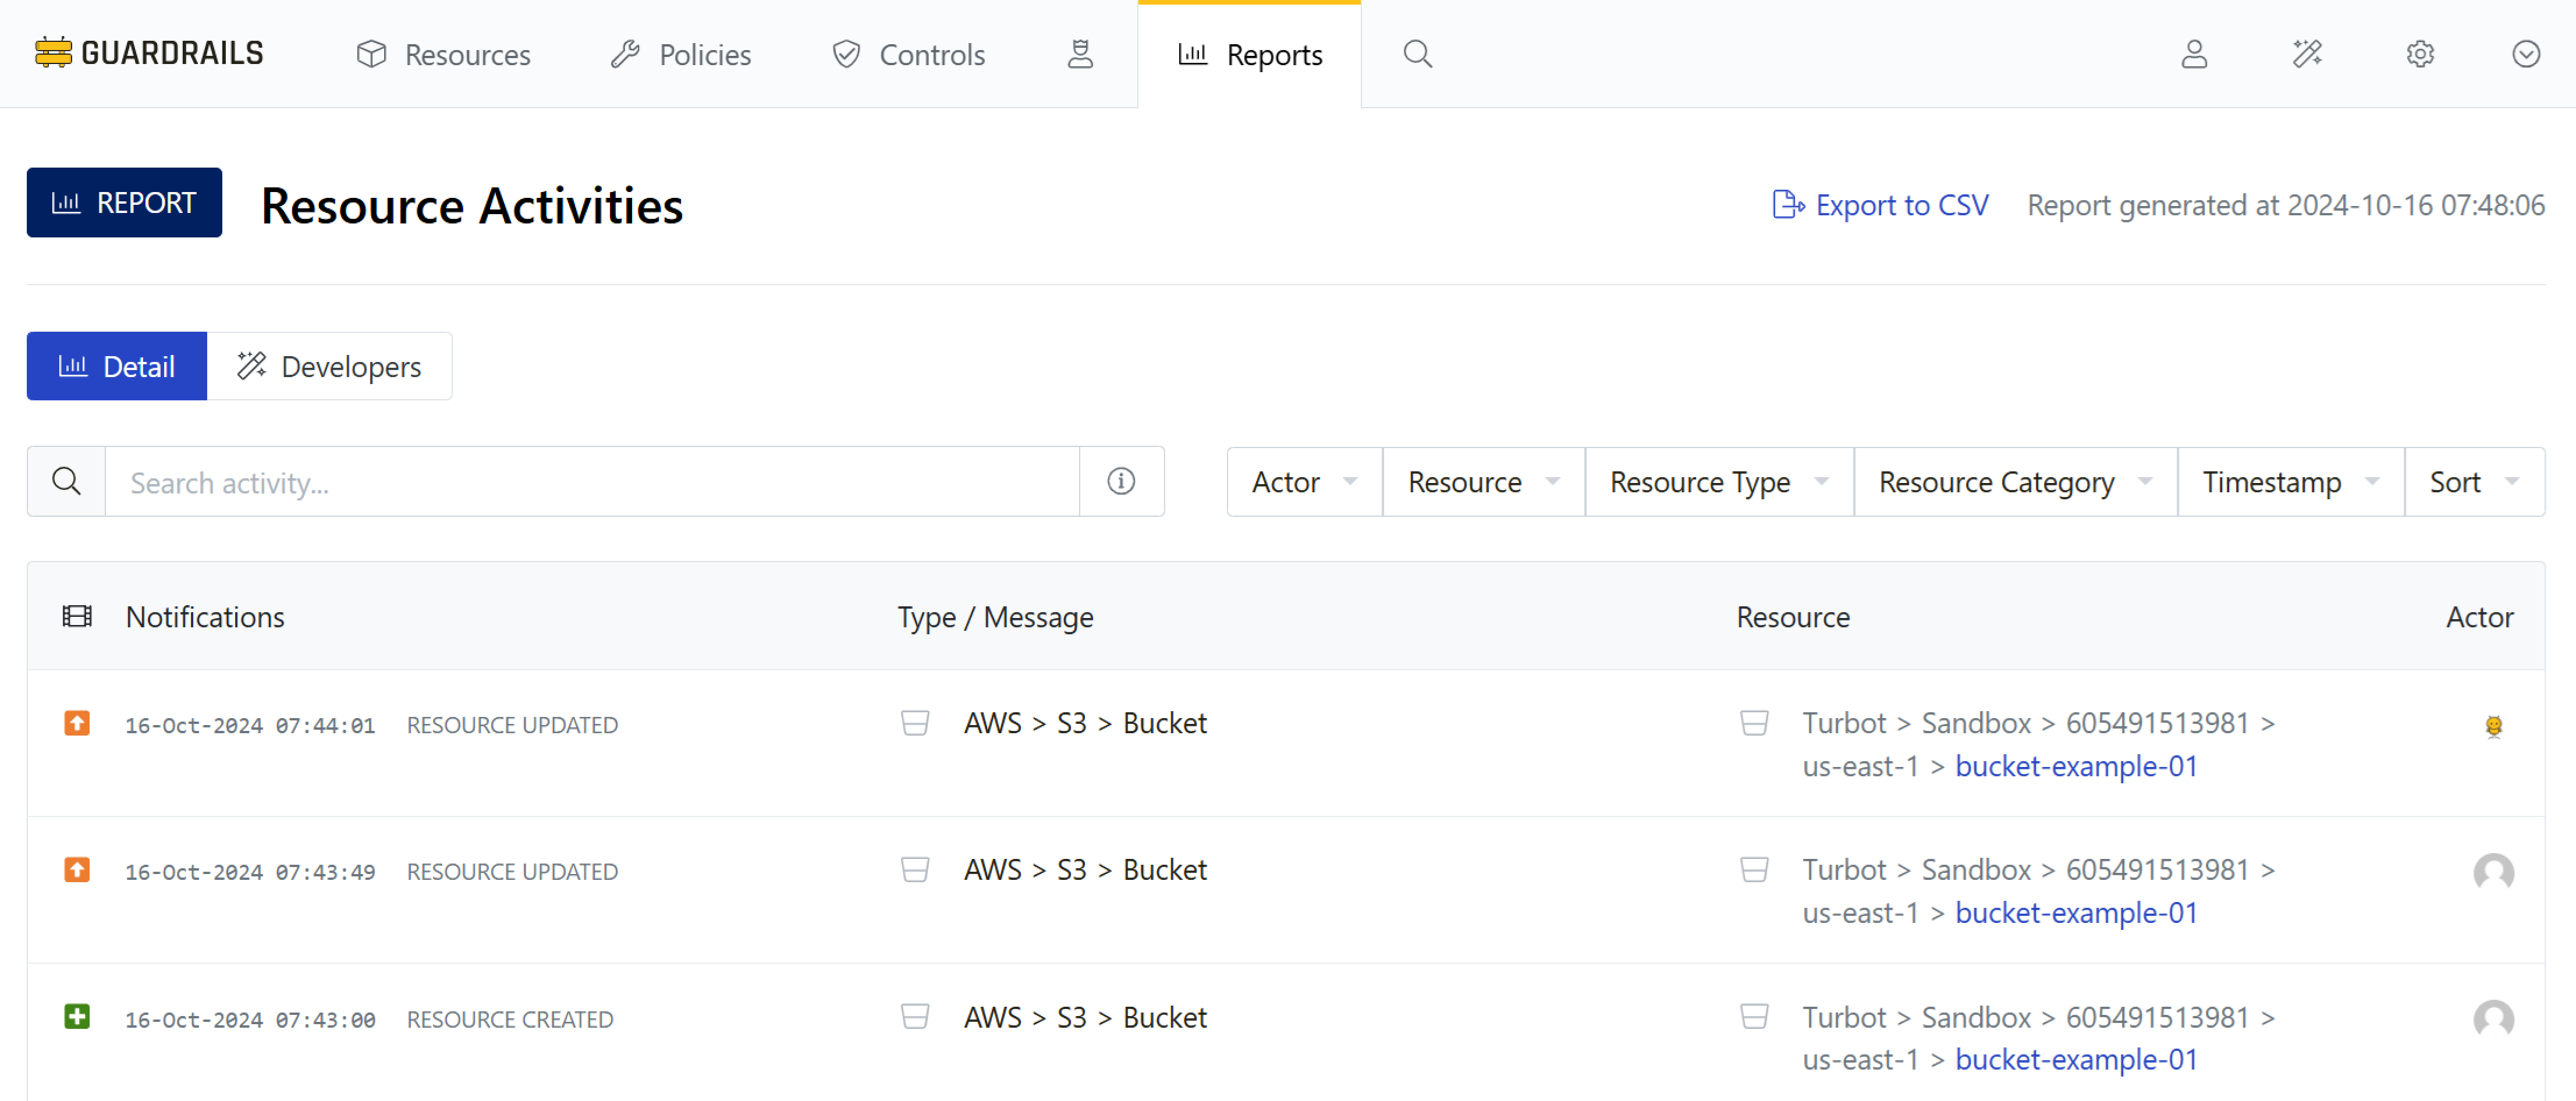 GUARDRAILS Resources Policies Controls Reports
REPORT Resource Activities Export to CSV Report generated at 2024-10-16 07:48:06
Detail Developers
Search activity... Actor Resource Resource Type Resource Category Timestamp Sort
Notifications Type / Message Resource Actor
16-Oct-2024 07:44:01 RESOURCE UPDATED AWS > S3 > Bucket Turbot > Sandbox > 605491513981 >
us-east-1 > bucket-example-01
16-Oct-2024 07:43:49 RESOURCE UPDATED AWS > S3 > Bucket Turbot > Sandbox > 605491513981 >
us-east-1 > bucket-example-01
16-Oct-2024 07:43:00 RESOURCE CREATED AWS > S3 > Bucket Turbot > Sandbox > 605491513981 >
us-east-1 > bucket-example-01